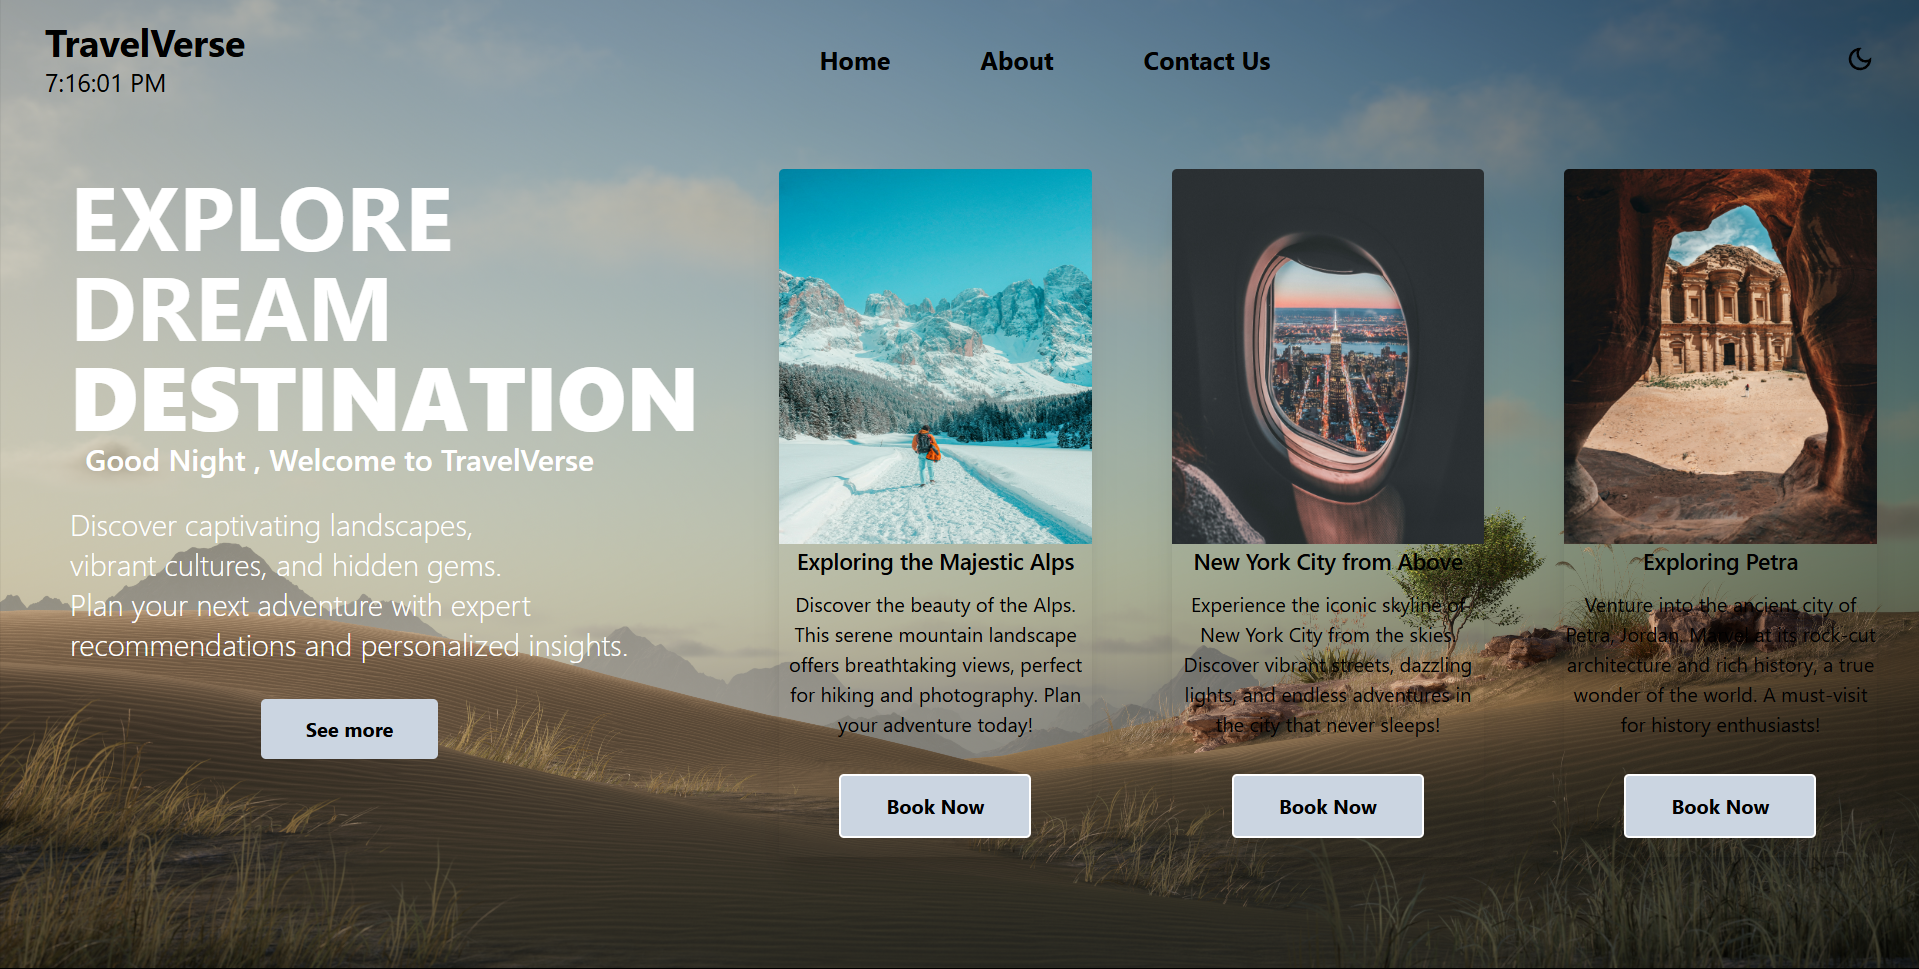 TravelVerse
7:16:01 PM
Home
About
Contact Us
EXPLORE
DREAM
DESTINATION
Good Night , Welcome to TravelVerse
Discover captivating landscapes,
vibrant cultures, and hidden gems.
Plan your next adventure with expert
recommendations and personalized insights.
See more
Exploring the Majestic Alps
Discover the beauty of the Alps.
This serene mountain landscape
offers breathtaking views, perfect
for hiking and photography. Plan
your adventure today!
Book Now
New York City from Above
Experience the iconic skyline of
New York City from the skies.
Discover vibrant streets, dazzling
lights, and endless adventures in
the city that never sleeps!
Book Now
Exploring Petra
Venture into the ancient city of
Petra, Jordan. Marvel at its rock-cut
architecture and rich history, a true
wonder of the world. A must-visit
for history enthusiasts!
Book Now